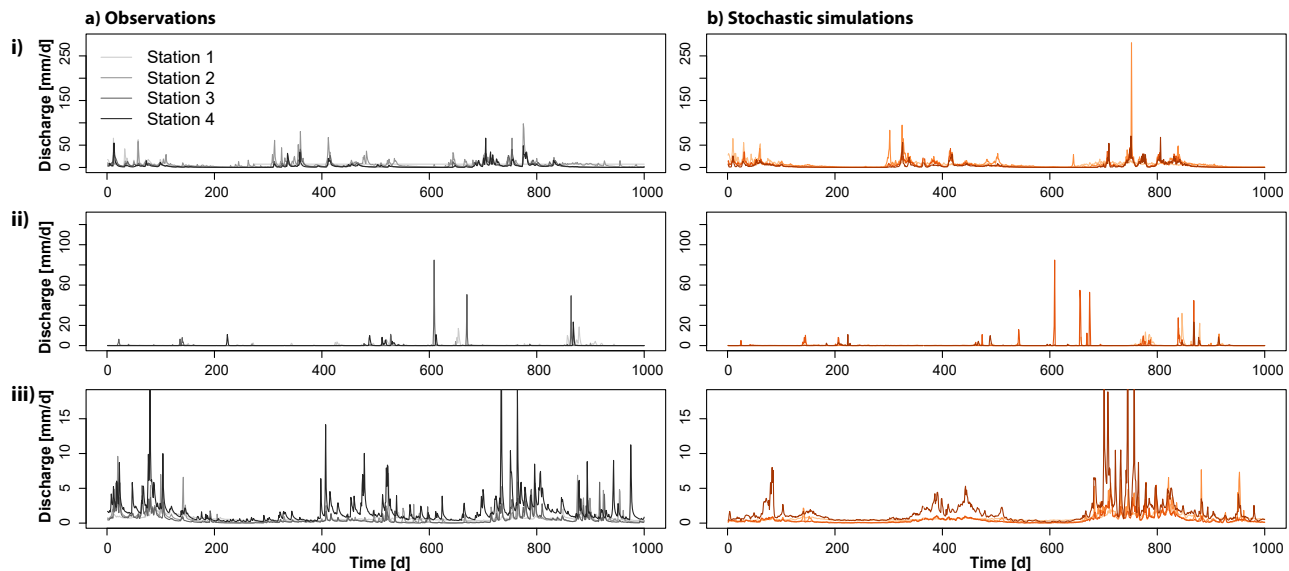 a) Observations
b) Stochastic simulations
i)
Discharge [mm/d]
0 50 150 250
Station 1
Station 2
Station 3
Station 4
0 200 400 600 800 1000
0 50 150 250
0 200 400 600 800 1000
ii)
Discharge [mm/d]
0 20 60 100
0 200 400 600 800 1000
0 20 60 100
0 200 400 600 800 1000
iii)
Discharge [mm/d]
0 5 10 15
0 200 400 600 800 1000
Time [d]
0 5 10 15
0 200 400 600 800 1000
Time [d]